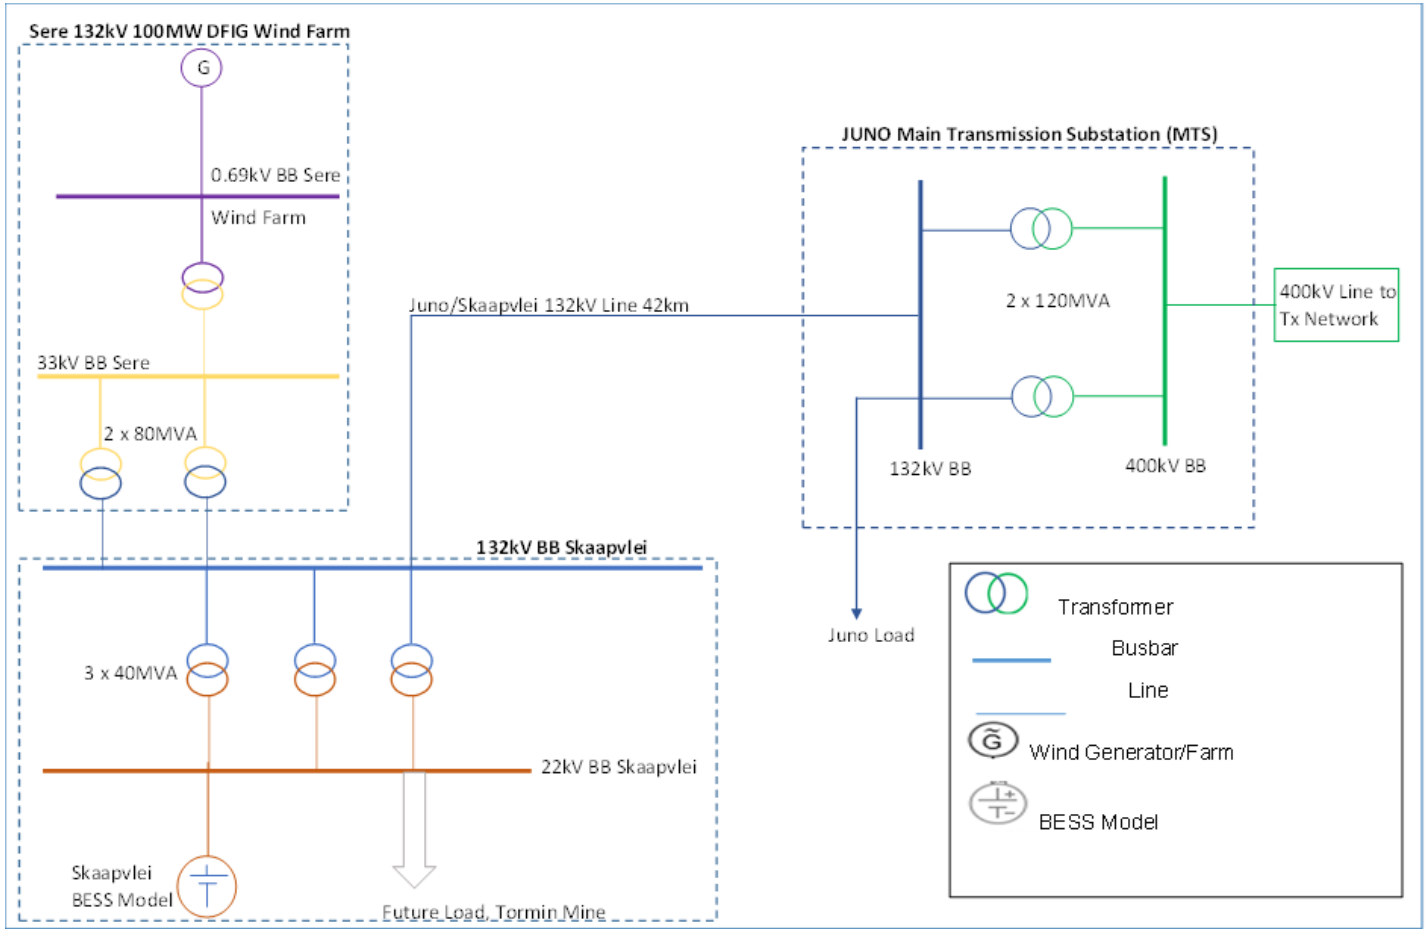 Sere 132kV 100MW DFIG Wind Farm
G
0.69kV BB Sere
Wind Farm
33kV BB Sere
2 x 80MVA
Juno/Skaapvlei 132kV Line 42km
JUNO Main Transmission Substation (MTS)
2 x 120MVA
400kV Line to
Tx Network
132kV BB
400kV BB
Juno Load
132kV BB Skaapvlei
3 x 40MVA
22kV BB Skaapvlei
Skaapvlei
BESS Model
Future Load, Tormin Mine
Transformer
Busbar
Line
G̃
Wind Generator/Farm
BESS Model